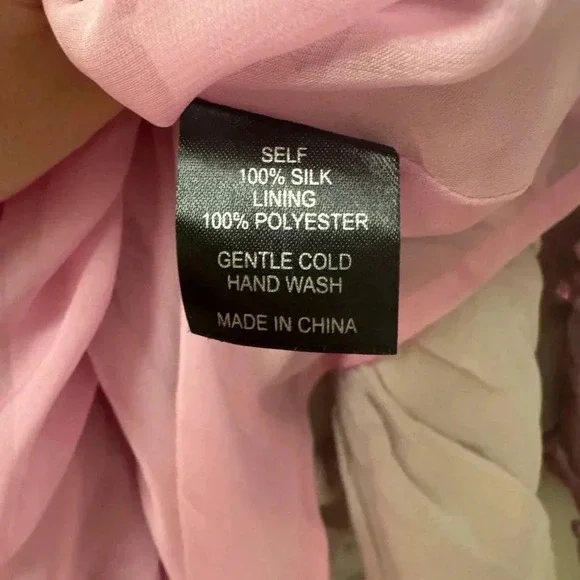 SELF
100% SILK
LINING
100% POLYESTER
GENTLE COLD
HAND WASH
MADE IN CHINA